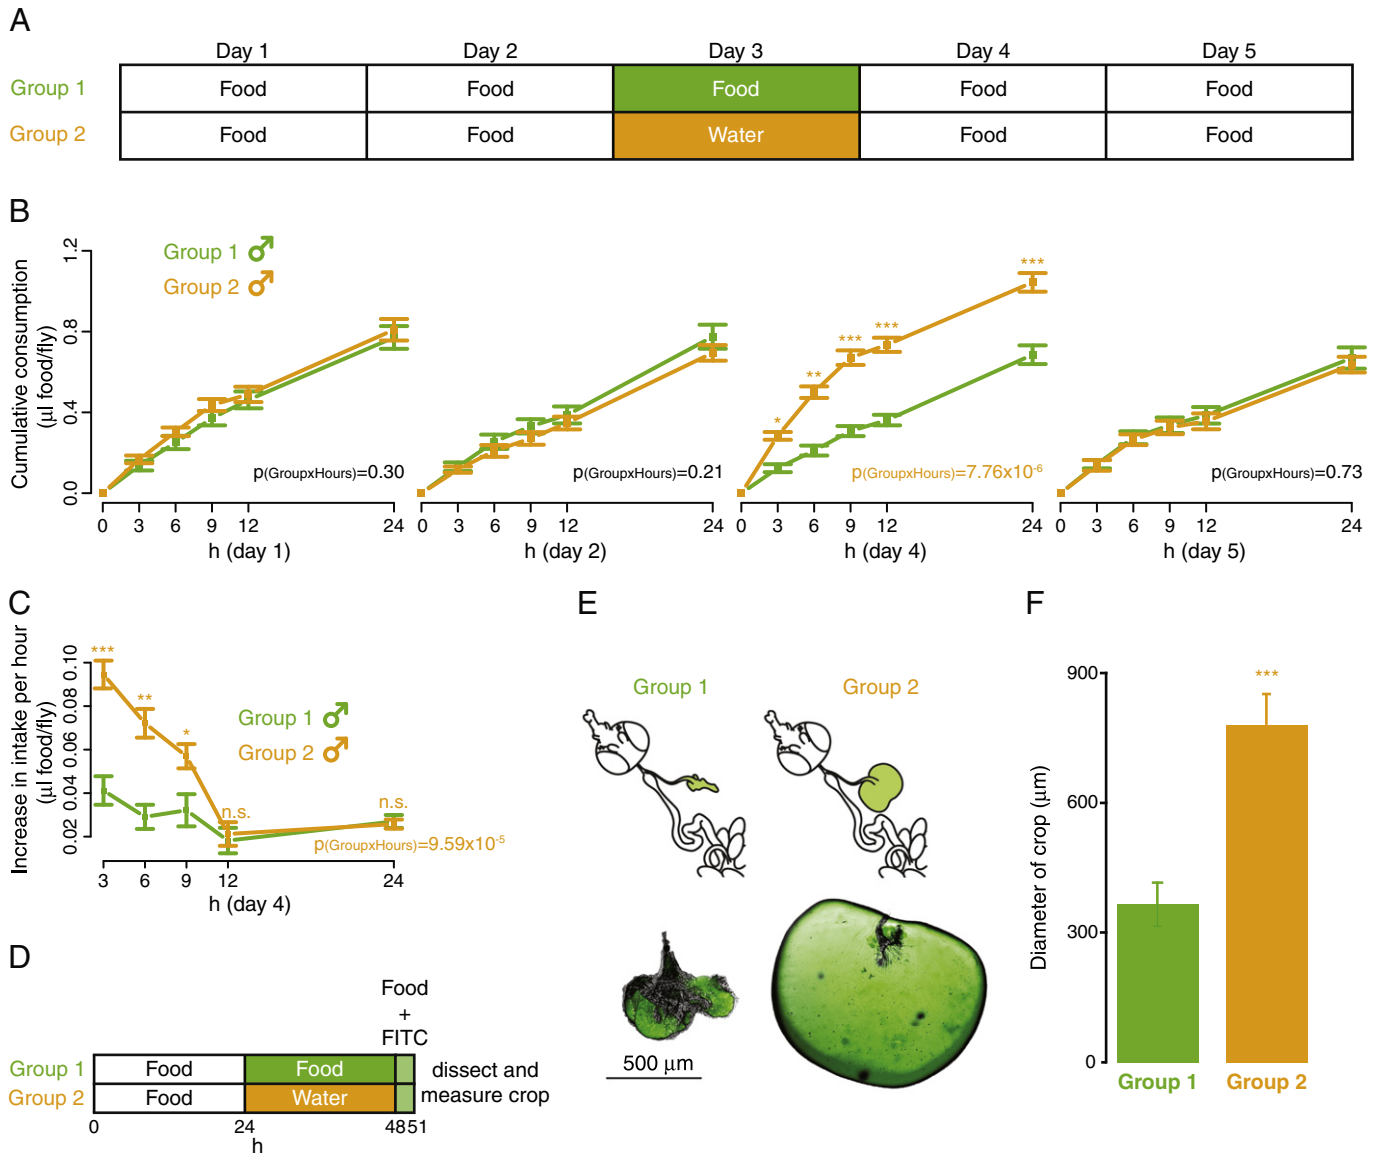 A
Day 1 Day 2 Day 3 Day 4 Day 5
Group 1 Food Food Food Food Food
Group 2 Food Food Water Food Food
B
Cumulative consumption
(µl food/fly)
0.0 0.4 0.8 1.2
Group 1 ♂
Group 2 ♂
* ** *** *** ***
p(GroupxHours)=0.30
p(GroupxHours)=0.21
p(GroupxHours)=7.76x10-6
p(GroupxHours)=0.73
0 3 6 9 12 24 0 3 6 9 12 24 0 3 6 9 12 24 0 3 6 9 12 24
h (day 1) h (day 2) h (day 4) h (day 5)
C
Increase in intake per hour
(µl food/fly)
0.02 0.04 0.06 0.08 0.10
*** ** * n.s. n.s.
Group 1 ♂
Group 2 ♂
p(GroupxHours)=9.59x10-5
3 6 9 12 24
h (day 4)
D
Food
+
FITC
Group 1 Food Food
Group 2 Food Water
dissect and
measure crop
0 24 48 51
h
E
Group 1 Group 2
500 µm
F
Diameter of crop (µm)
900
600
300
0
***
Group 1 Group 2